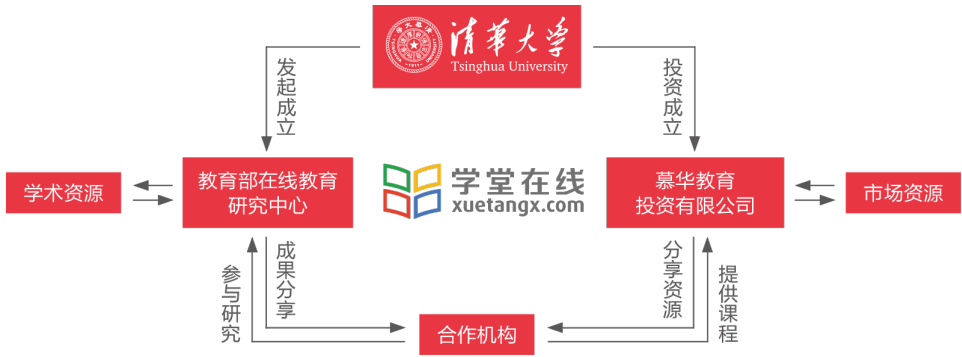 清华大学
Tsinghua University
发起成立
投资成立
学术资源
教育部在线教育
研究中心
学堂在线
xuetangx.com
慕华教育
投资有限公司
市场资源
参与研究
成果分享
分享资源
提供课程
合作机构